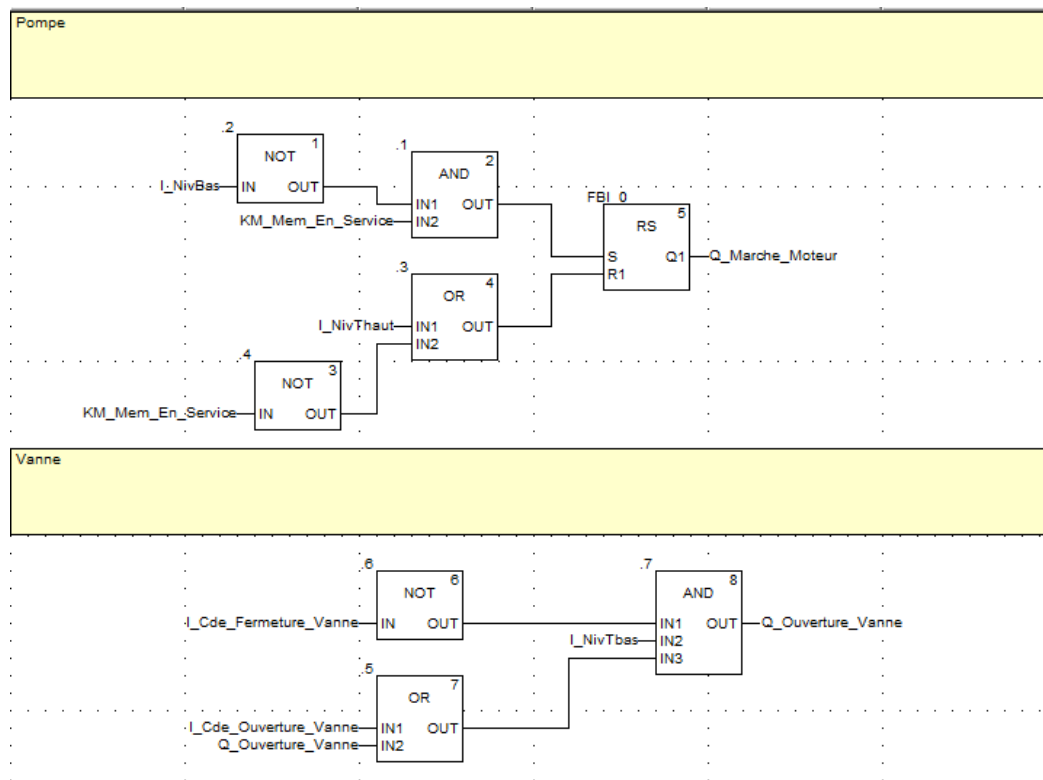 Pompe
.2
1
NOT
I_NivBas IN OUT
.1
2
AND
IN1 OUT
KM_Mem_En_Service IN2
FBI_0
5
RS
S Q1 Q_Marche_Moteur
R1
.3
4
OR
I_NivThaut IN1 OUT
IN2
.4
3
NOT
KM_Mem_En_Service IN OUT
Vanne
.6
6
NOT
I_Cde_Fermeture_Vanne IN OUT
.7
8
AND
IN1 OUT Q_Ouverture_Vanne
I_NivTbas IN2
IN3
.5
7
OR
I_Cde_Ouverture_Vanne IN1 OUT
Q_Ouverture_Vanne IN2